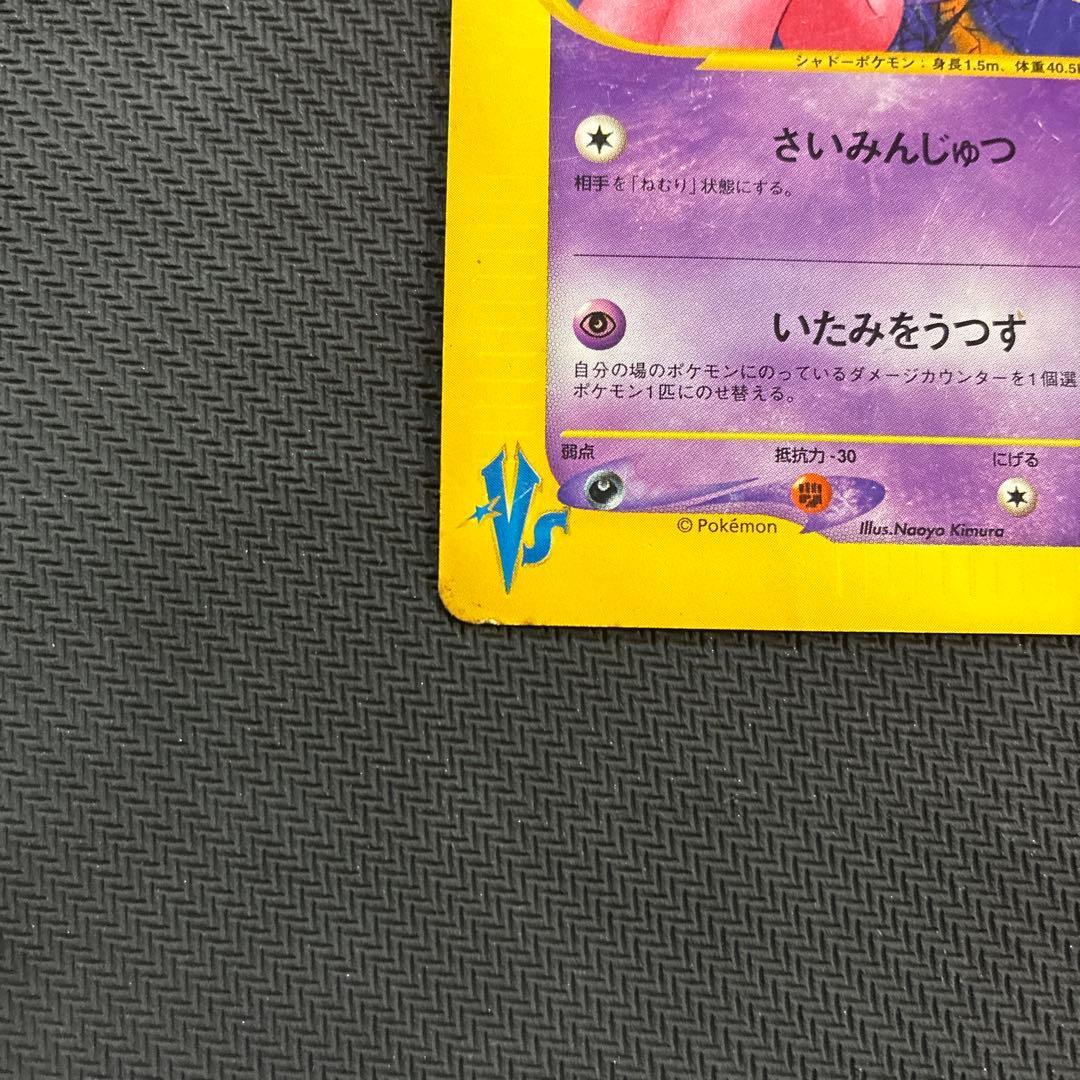 シャドーポケモン：身長1.5m、体重40.5
さいみんじゅつ
相手を「ねむり」状態にする。
いたみをうつす
自分の場のポケモンにのっているダメージカウンターを1個選
ポケモン1匹にのせ替える。
弱点 抵抗力 -30 にげる
VS
© Pokémon Illus.Naoyo Kimura